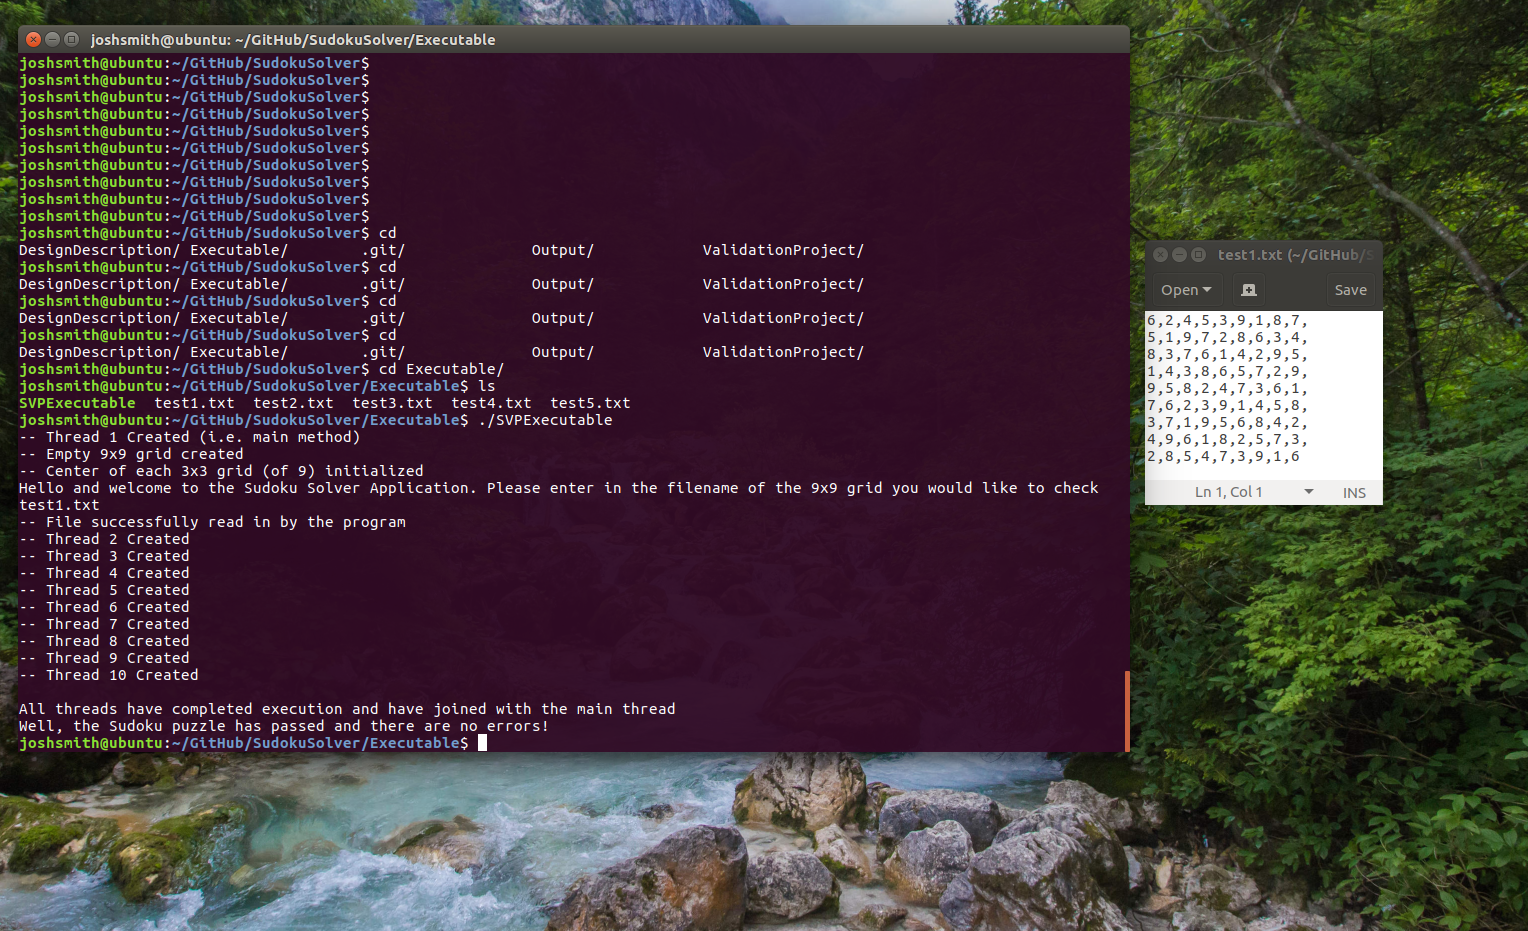 joshsmith@ubuntu: ~/GitHub/SudokuSolver/Executable
joshsmith@ubuntu:~/GitHub/SudokuSolver$
joshsmith@ubuntu:~/GitHub/SudokuSolver$
joshsmith@ubuntu:~/GitHub/SudokuSolver$
joshsmith@ubuntu:~/GitHub/SudokuSolver$
joshsmith@ubuntu:~/GitHub/SudokuSolver$
joshsmith@ubuntu:~/GitHub/SudokuSolver$
joshsmith@ubuntu:~/GitHub/SudokuSolver$
joshsmith@ubuntu:~/GitHub/SudokuSolver$
joshsmith@ubuntu:~/GitHub/SudokuSolver$
joshsmith@ubuntu:~/GitHub/SudokuSolver$
joshsmith@ubuntu:~/GitHub/SudokuSolver$ cd
DesignDescription/ Executable/ .git/ Output/ ValidationProject/
joshsmith@ubuntu:~/GitHub/SudokuSolver$ cd
DesignDescription/ Executable/ .git/ Output/ ValidationProject/
joshsmith@ubuntu:~/GitHub/SudokuSolver$ cd
DesignDescription/ Executable/ .git/ Output/ ValidationProject/
joshsmith@ubuntu:~/GitHub/SudokuSolver$ cd
DesignDescription/ Executable/ .git/ Output/ ValidationProject/
joshsmith@ubuntu:~/GitHub/SudokuSolver$ cd Executable/
joshsmith@ubuntu:~/GitHub/SudokuSolver/Executable$ ls
SVPExecutable test1.txt test2.txt test3.txt test4.txt test5.txt
joshsmith@ubuntu:~/GitHub/SudokuSolver/Executable$ ./SVPExecutable
-- Thread 1 Created (i.e. main method)
-- Empty 9x9 grid created
-- Center of each 3x3 grid (of 9) initialized
Hello and welcome to the Sudoku Solver Application. Please enter in the filename of the 9x9 grid you would like to check
test1.txt
-- File successfully read in by the program
-- Thread 2 Created
-- Thread 3 Created
-- Thread 4 Created
-- Thread 5 Created
-- Thread 6 Created
-- Thread 7 Created
-- Thread 8 Created
-- Thread 9 Created
-- Thread 10 Created
All threads have completed execution and have joined with the main thread
Well, the Sudoku puzzle has passed and there are no errors!
joshsmith@ubuntu:~/GitHub/SudokuSolver/Executable$
test1.txt (~/GitHub/S
Open Save
6,2,4,5,3,9,1,8,7,
5,1,9,7,2,8,6,3,4,
8,3,7,6,1,4,2,9,5,
1,4,3,8,6,5,7,2,9,
9,5,8,2,4,7,3,6,1,
7,6,2,3,9,1,4,5,8,
3,7,1,9,5,6,8,4,2,
4,9,6,1,8,2,5,7,3,
2,8,5,4,7,3,9,1,6
Ln 1, Col 1 INS